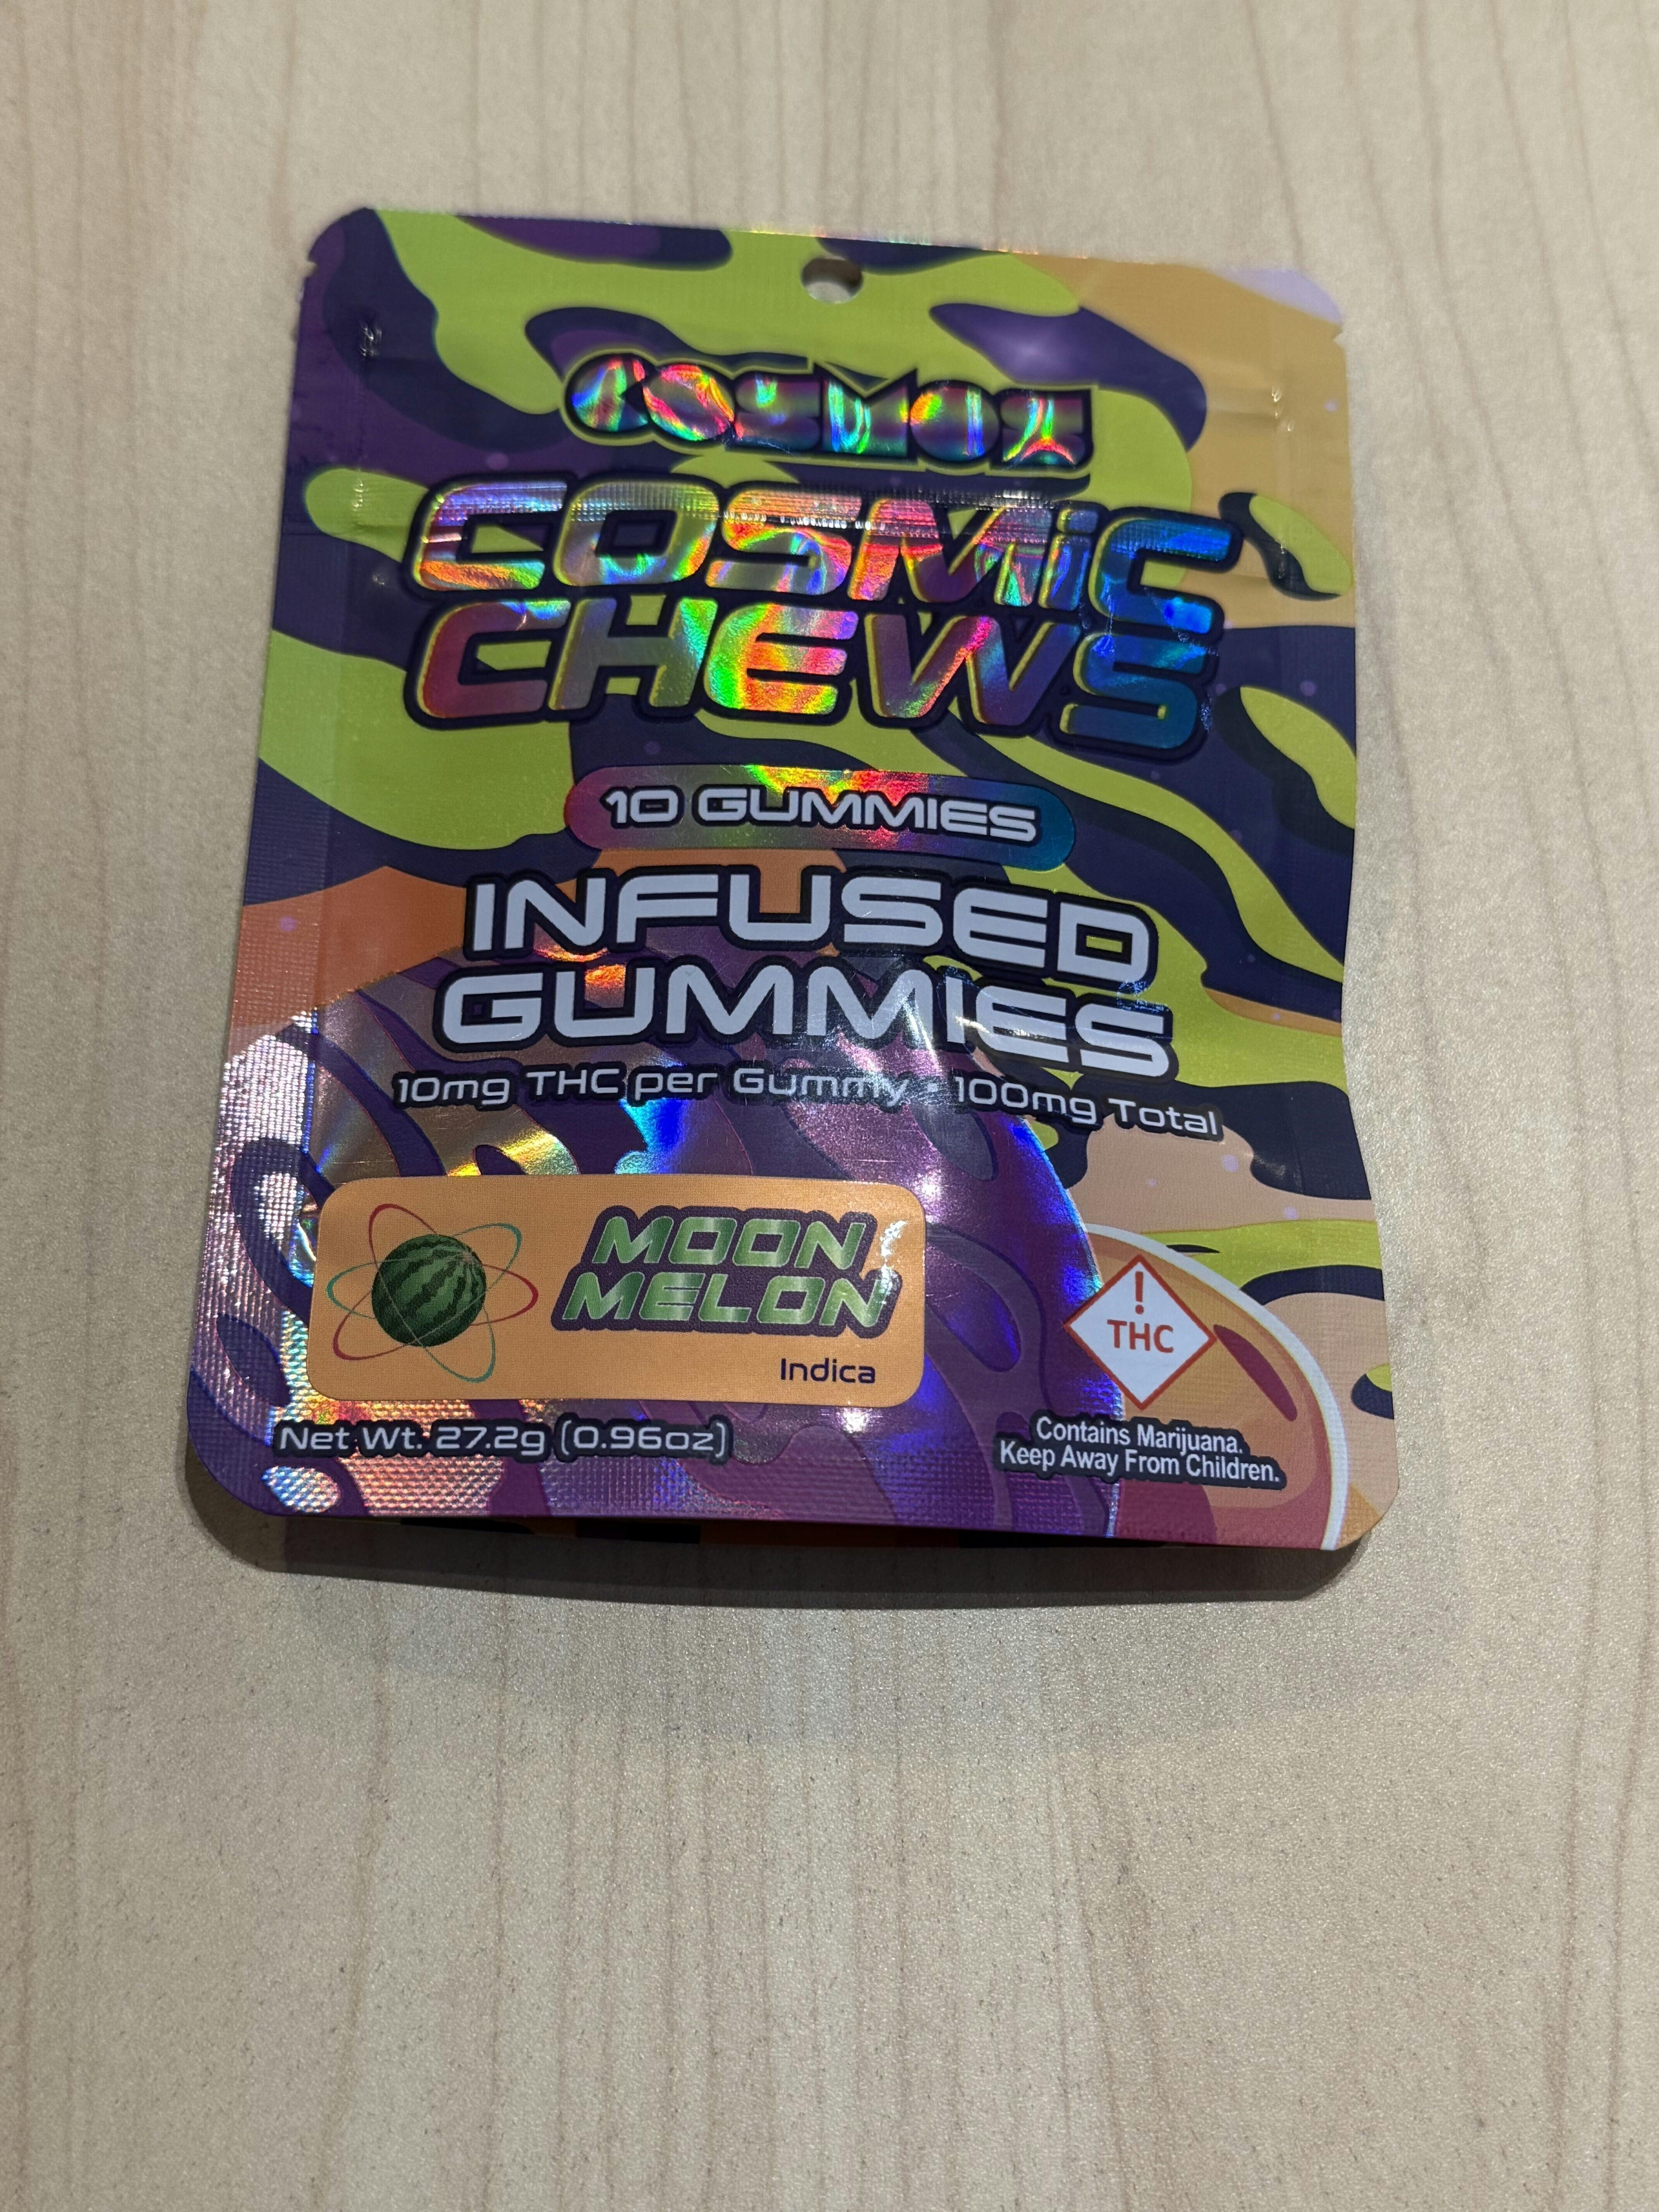 COSMOS
COSMiC
CHEWS
10 GUMMIES
INFUSED
GUMMIES
10mg THC per Gummy • 100mg Total
MOON
MELON
Indica
!
THC
Net Wt. 27.2g (0.96oz)
Contains Marijuana.
Keep Away From Children.